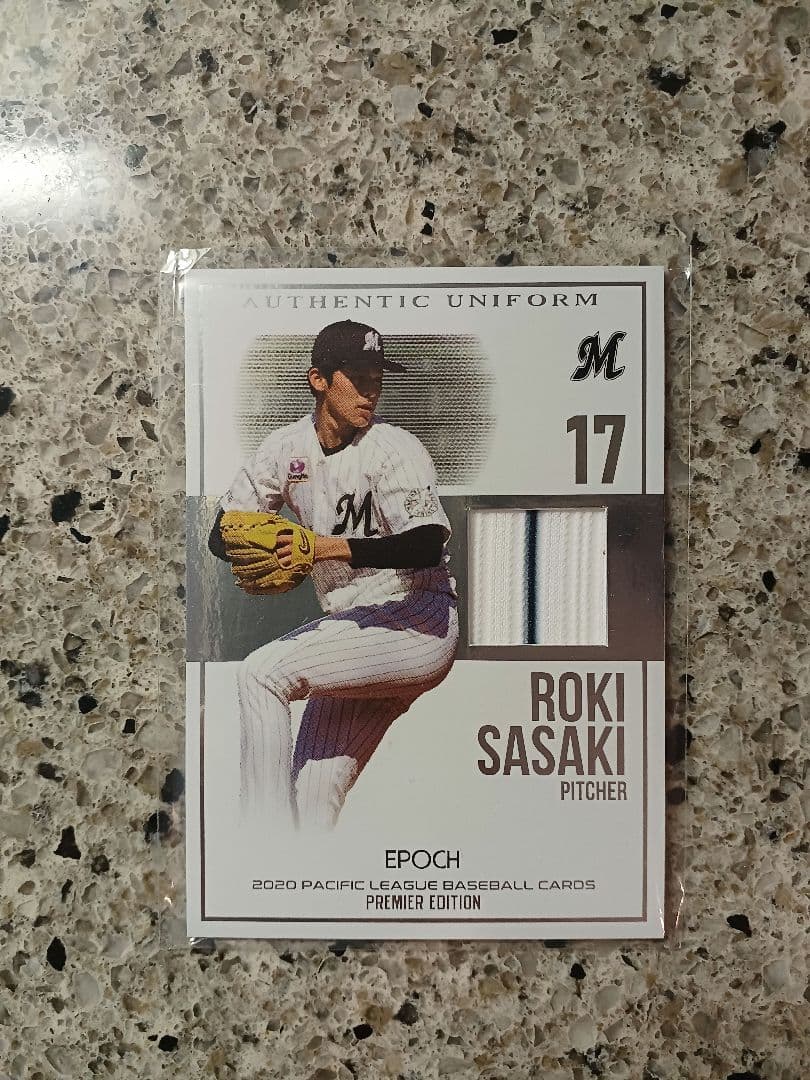 AUTHENTIC UNIFORM
M
M
17
M
ROKI
SASAKI
PITCHER
EPOCH
2020 PACIFIC LEAGUE BASEBALL CARDS
PREMIER EDITION